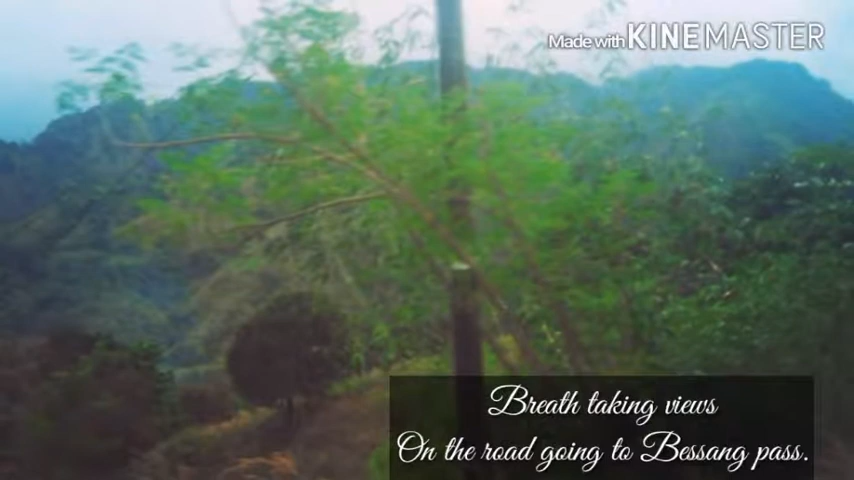 Made with KINEMASTER
Breath taking views
On the road going to Bessang pass.